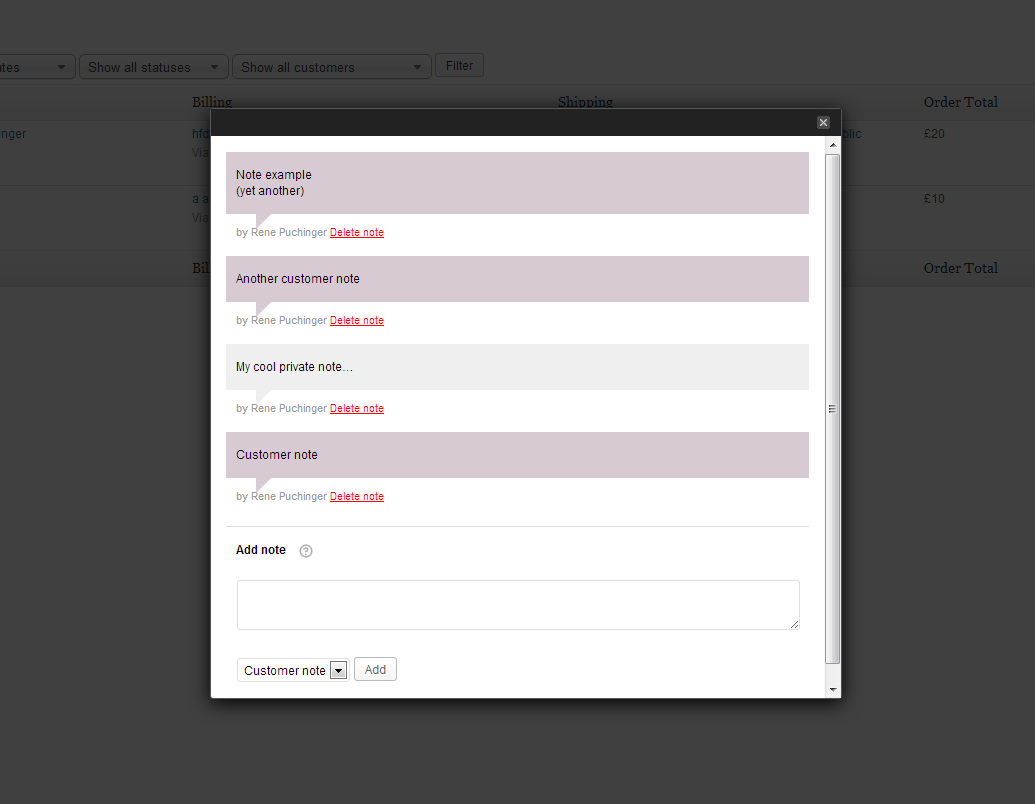 ates Show all statuses Show all customers Filter
Billing Shipping Order Total
nger hfd blic £20
Via
a a £10
Via
Bil Order Total
Note example
(yet another)
by Rene Puchinger Delete note
Another customer note
by Rene Puchinger Delete note
My cool private note…
by Rene Puchinger Delete note
Customer note
by Rene Puchinger Delete note
Add note ?
Customer note Add